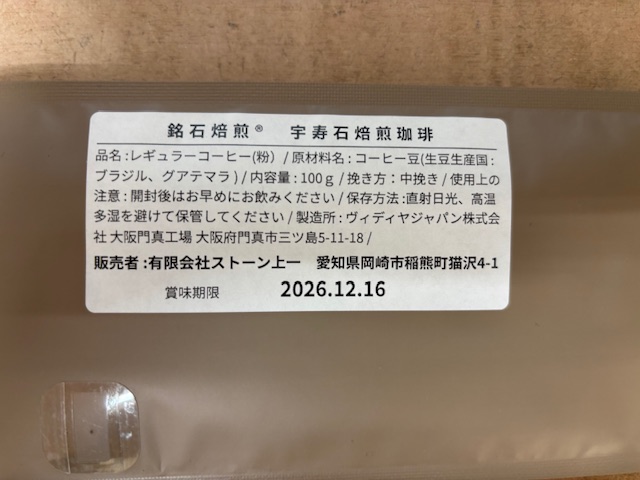 銘石焙煎® 宇寿石焙煎珈琲
品名:レギュラーコーヒー(粉) / 原材料名:コーヒー豆(生豆生産国:
ブラジル、グアテマラ) / 内容量:100g / 挽き方:中挽き / 使用上の
注意:開封後はお早めにお飲みください / 保存方法:直射日光、高温
多湿を避けて保管してください / 製造所:ヴィディヤジャパン株式会
社 大阪門真工場 大阪府門真市三ツ島5-11-18 /
販売者:有限会社ストーン上一 愛知県岡崎市稲熊町猫沢4-1
賞味期限 2026.12.16